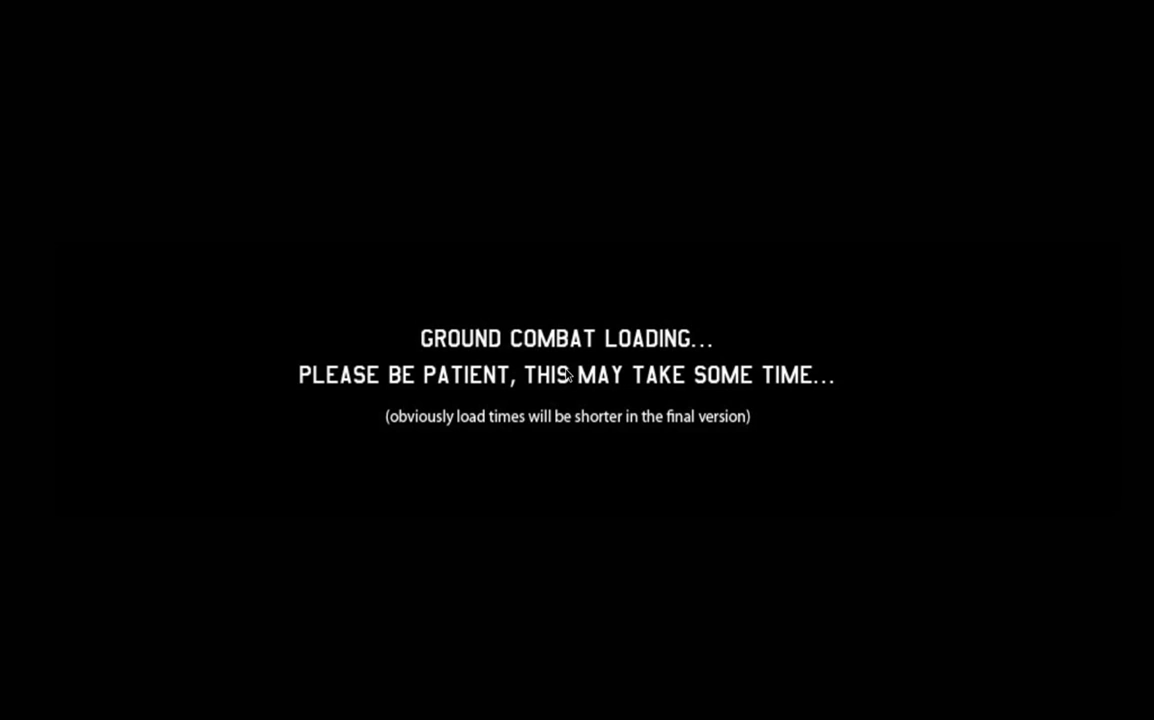 GROUND COMBAT LOADING...
PLEASE BE PATIENT, THIS MAY TAKE SOME TIME...
(obviously load times will be shorter in the final version)